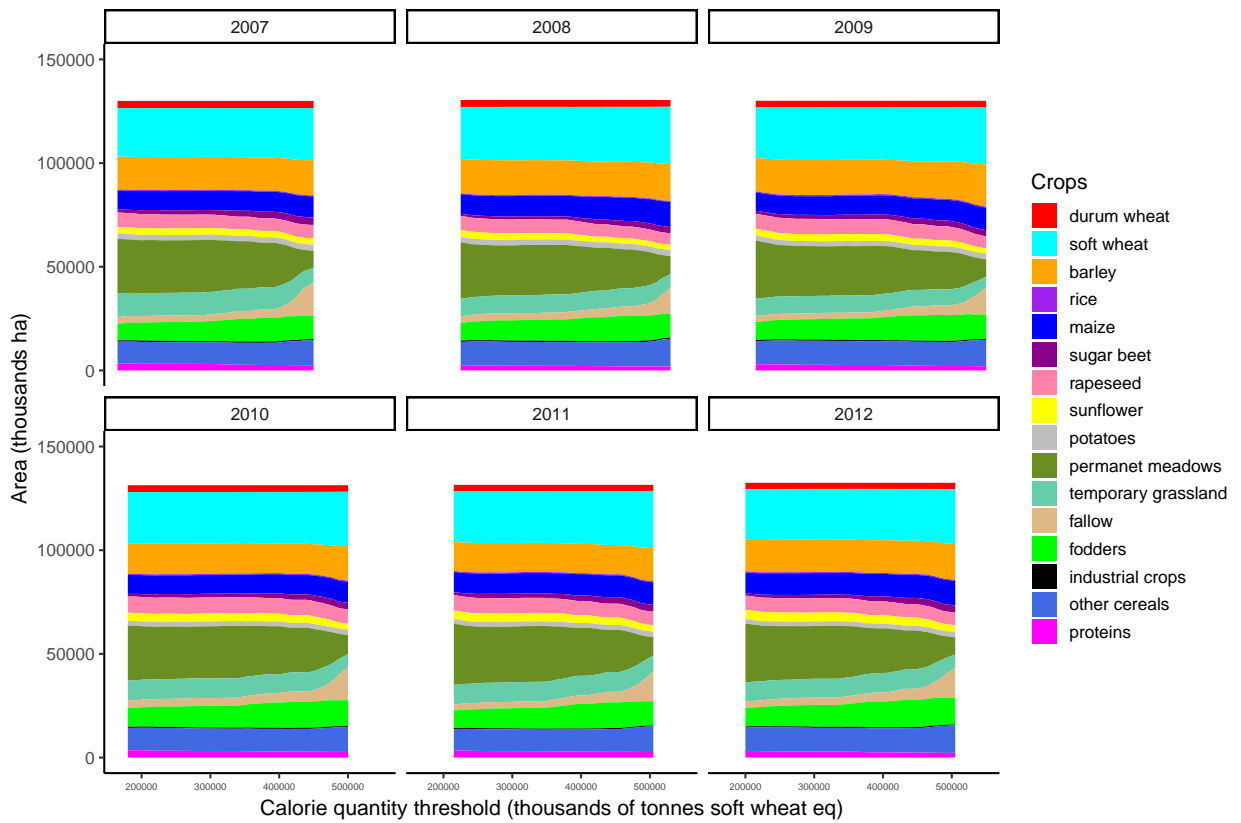 2007
2008
2009
150000
100000
50000
0
2010
2011
2012
150000
100000
50000
0
200000 300000 400000 500000
200000 300000 400000 500000
200000 300000 400000 500000
Area (thousands ha)
Calorie quantity threshold (thousands of tonnes soft wheat eq)
Crops
durum wheat
soft wheat
barley
rice
maize
sugar beet
rapeseed
sunflower
potatoes
permanet meadows
temporary grassland
fallow
fodders
industrial crops
other cereals
proteins